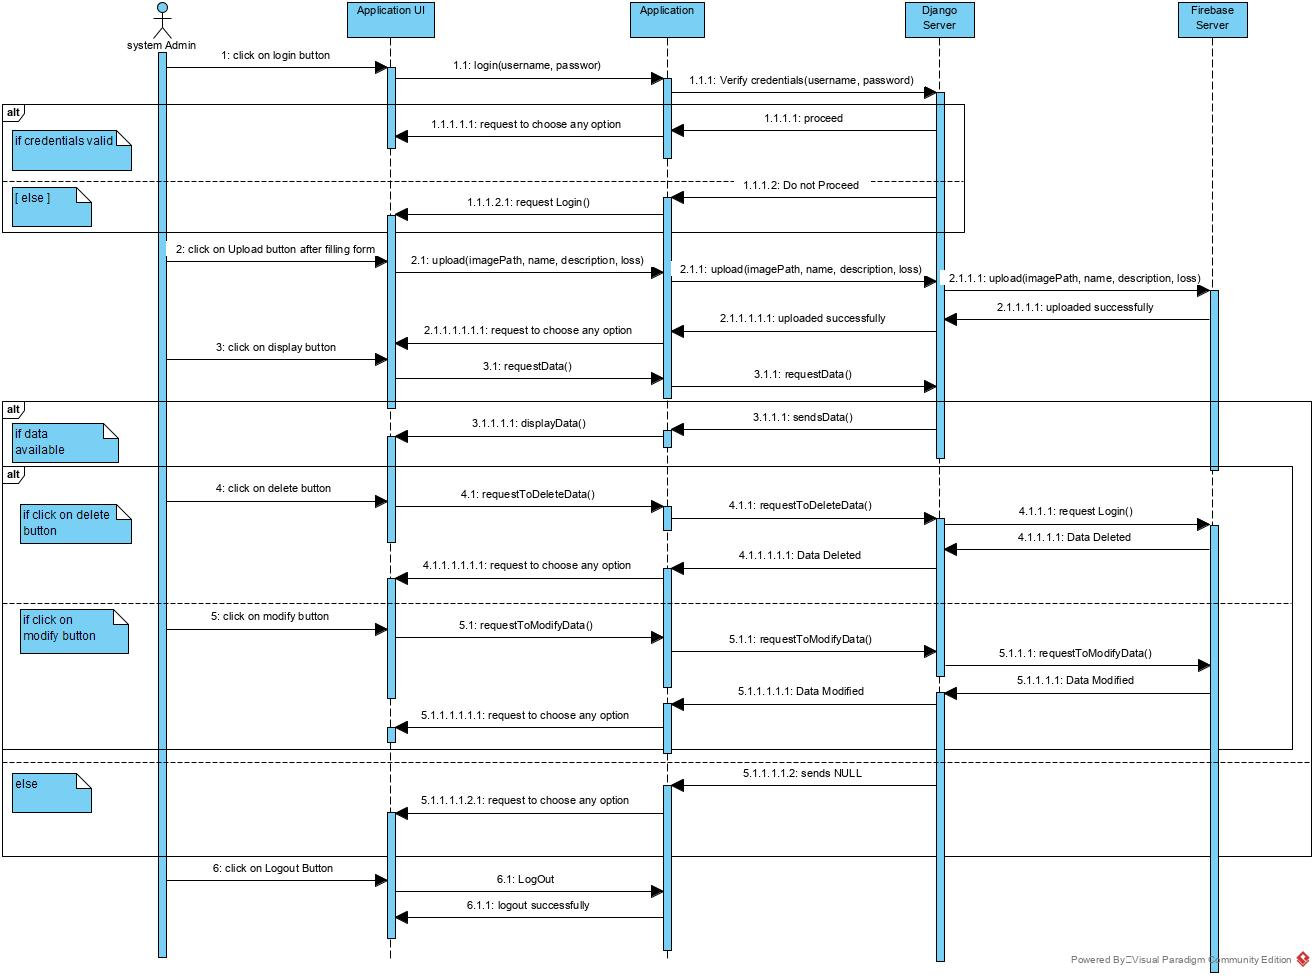 system Admin
Application UI
Application
Django
Server
Firebase
Server
1: click on login button
1.1: login(username, passwor)
1.1.1: Verify credentials(username, password)
alt
if credentials valid
1.1.1.1: proceed
1.1.1.1.1: request to choose any option
[ else ]
1.1.1.2: Do not Proceed
1.1.1.2.1: request Login()
2: click on Upload button after filling form
2.1: upload(imagePath, name, description, loss)
2.1.1: upload(imagePath, name, description, loss)
2.1.1.1: upload(imagePath, name, description, loss)
2.1.1.1.1: uploaded successfully
2.1.1.1.1.1: uploaded successfully
2.1.1.1.1.1.1: request to choose any option
3: click on display button
3.1: requestData()
3.1.1: requestData()
alt
if data
available
3.1.1.1: sendsData()
3.1.1.1.1: displayData()
alt
4: click on delete button
4.1: requestToDeleteData()
4.1.1: requestToDeleteData()
4.1.1.1: request Login()
if click on delete
button
4.1.1.1.1: Data Deleted
4.1.1.1.1.1: Data Deleted
4.1.1.1.1.1.1: request to choose any option
if click on
modify button
5: click on modify button
5.1: requestToModifyData()
5.1.1: requestToModifyData()
5.1.1.1: requestToModifyData()
5.1.1.1.1: Data Modified
5.1.1.1.1.1: Data Modified
5.1.1.1.1.1.1: request to choose any option
else
5.1.1.1.1.2: sends NULL
5.1.1.1.1.2.1: request to choose any option
6: click on Logout Button
6.1: LogOut
6.1.1: logout successfully
Powered By Visual Paradigm Community Edition